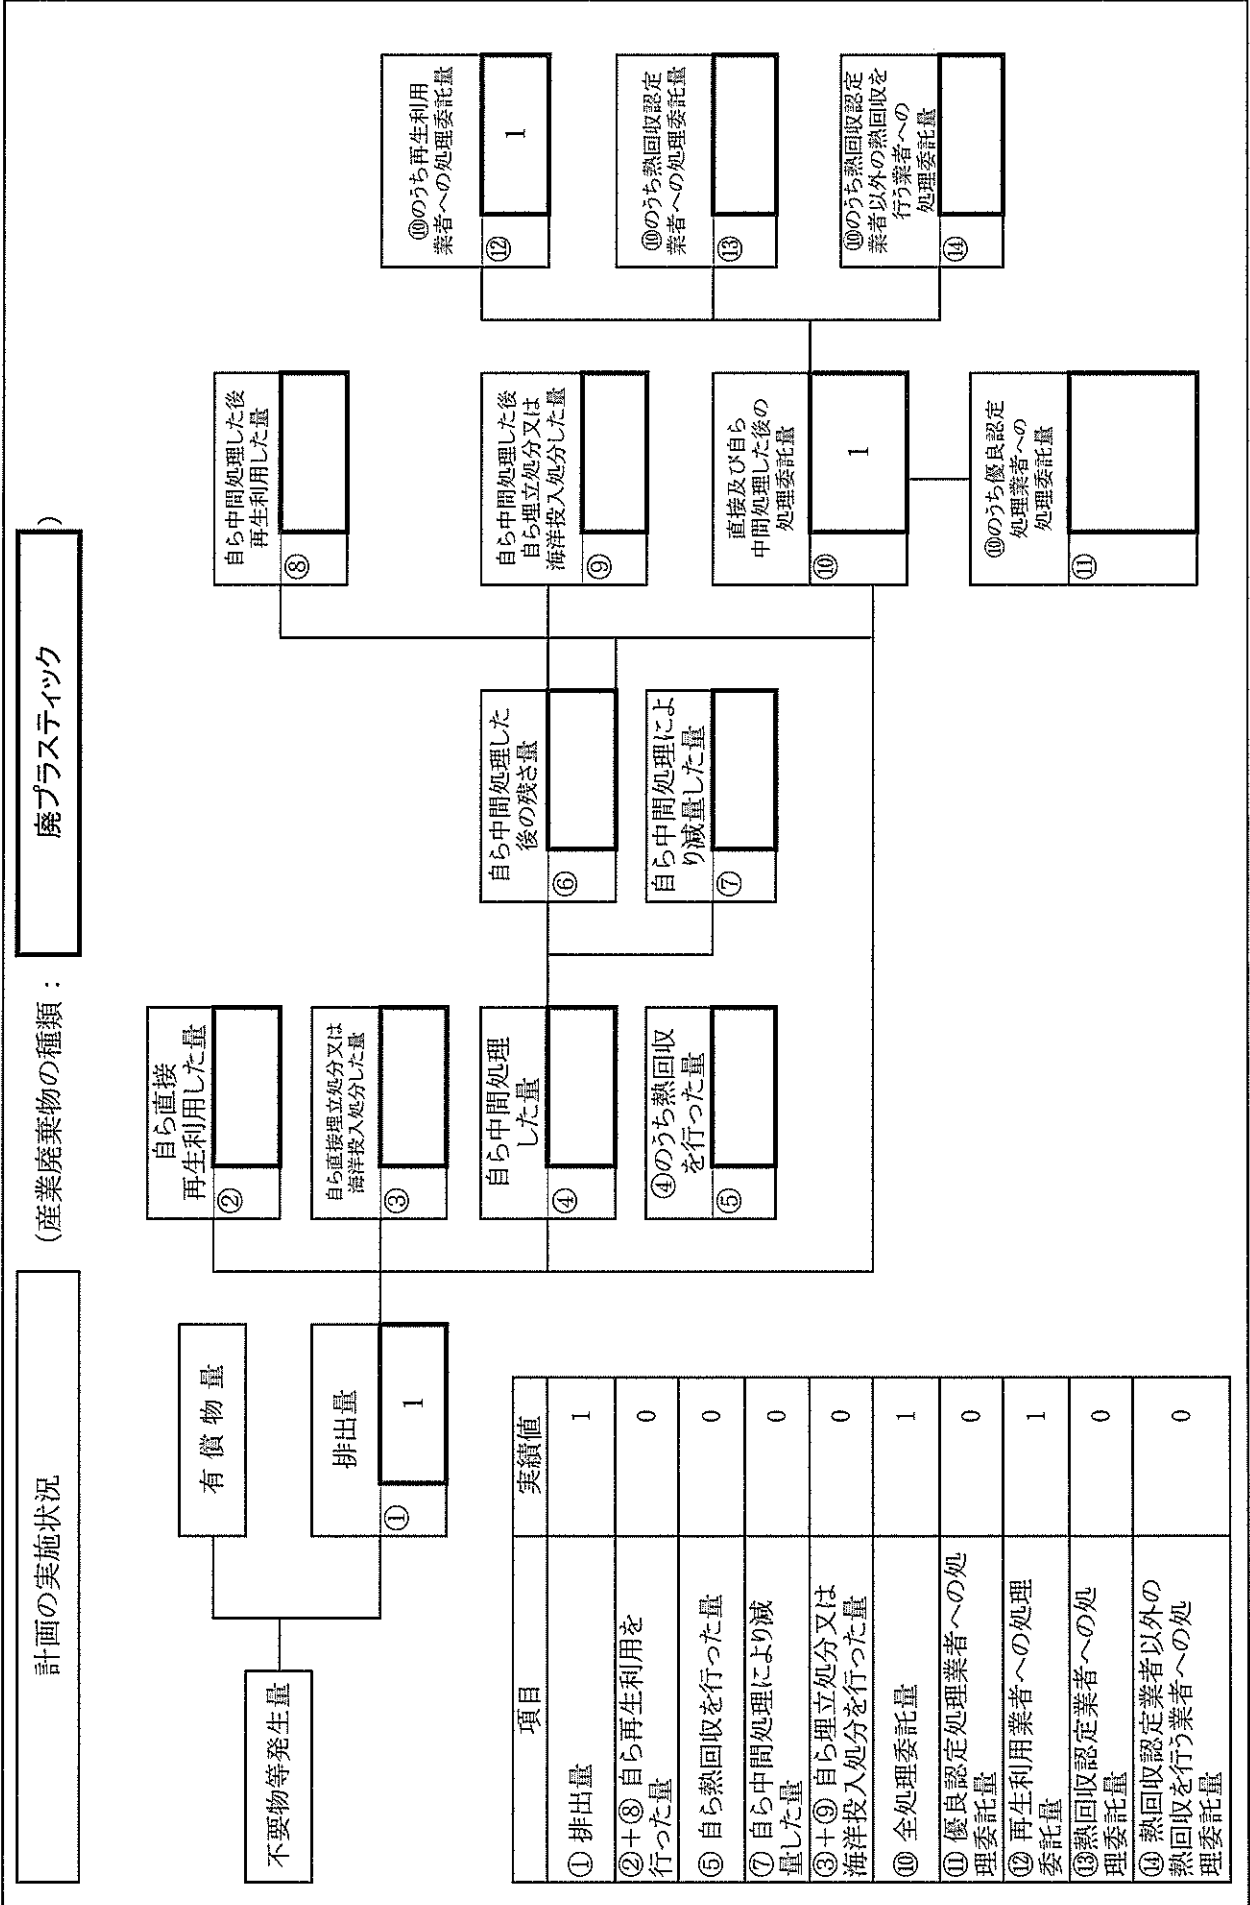 計画の実施状況
(産業廃棄物の種類：
廃プラスティック
)
不要物等発生量
有 償 物 量
排出量
①
1
自ら直接
再生利用した量
②
自ら直接埋立処分又は
海洋投入処分した量
③
自ら中間処理
した量
④
④のうち熱回収
を行った量
⑤
自ら中間処理した
後の残さ量
⑥
自ら中間処理によ
り減量した量
⑦
自ら中間処理した後
再生利用した量
⑧
自ら中間処理した後
自ら埋立処分又は
海洋投入処分した量
⑨
直接及び自ら
中間処理した後の
処理委託量
⑩
1
⑩のうち優良認定
処理業者への
処理委託量
⑪
⑩のうち再生利用
業者への処理委託量
⑫
1
⑩のうち熱回収認定
業者への処理委託量
⑬
⑩のうち熱回収認定
業者以外の熱回収を
行う業者への
処理委託量
⑭
項目
実績値
① 排出量
1
②＋⑧ 自ら再生利用を
行った量
0
⑤ 自ら熱回収を行った量
0
⑦ 自ら中間処理により減
量した量
0
③＋⑨ 自ら埋立処分又は
海洋投入処分を行った量
0
⑩ 全処理委託量
1
⑪ 優良認定処理業者への処
理委託量
0
⑫ 再生利用業者への処理
委託量
1
⑬熱回収認定業者への処
理委託量
0
⑭ 熱回収認定業者以外の
熱回収を行う業者への処
理委託量
0